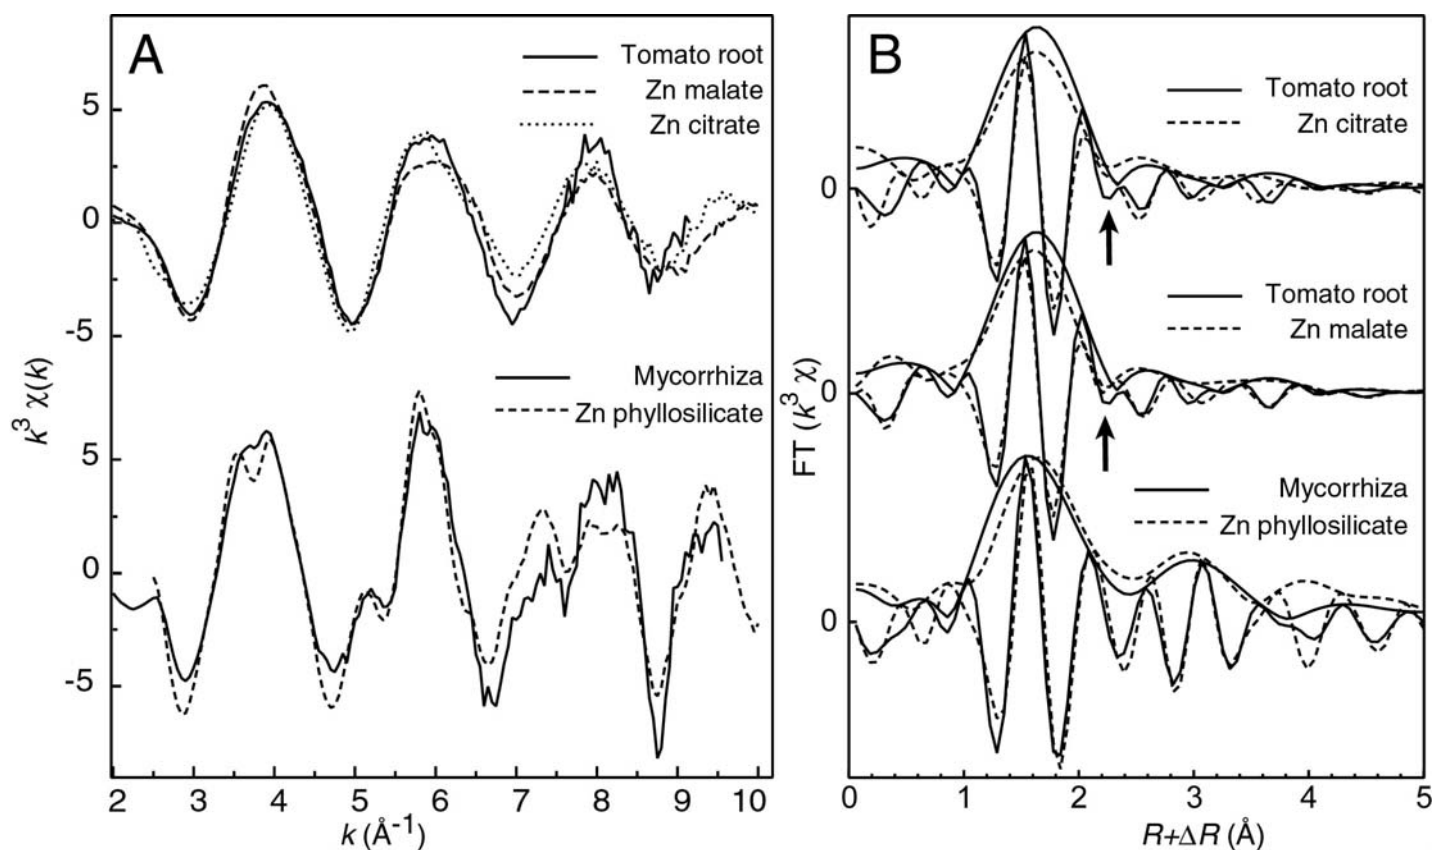 A
Tomato root
Zn malate
Zn citrate
5
0
-5
Mycorrhiza
Zn phyllosilicate
5
0
-5
k³ χ(k)
2 3 4 5 6 7 8 9 10
k (Å⁻¹)
B
Tomato root
Zn citrate
0
Tomato root
Zn malate
0
Mycorrhiza
Zn phyllosilicate
0
FT (k³ χ)
0 1 2 3 4 5
R+ΔR (Å)